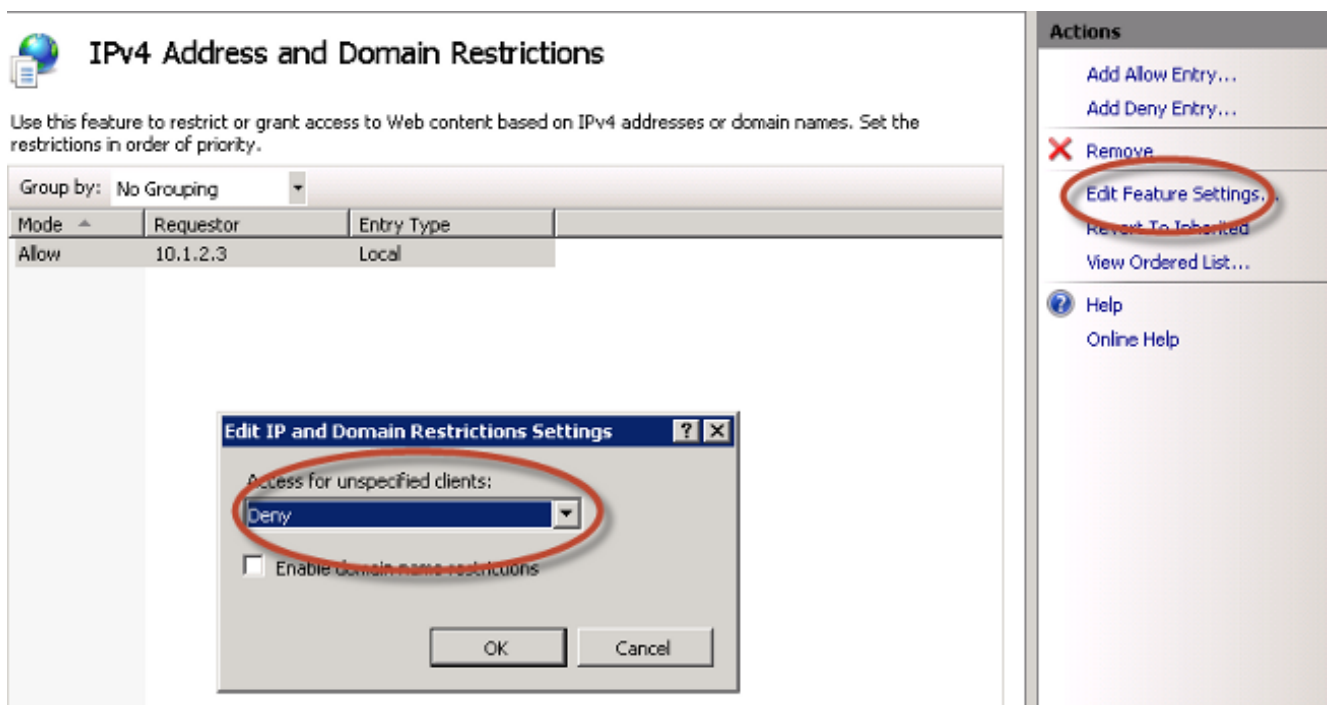 IPv4 Address and Domain Restrictions
Use this feature to restrict or grant access to Web content based on IPv4 addresses or domain names. Set the
restrictions in order of priority.
Group by: No Grouping
Mode Requestor Entry Type
Allow 10.1.2.3 Local
Edit IP and Domain Restrictions Settings
Access for unspecified clients:
Deny
Enable domain name restrictions
OK Cancel
Actions
Add Allow Entry...
Add Deny Entry...
Remove
Edit Feature Settings...
Revert To Inherited
View Ordered List...
Help
Online Help